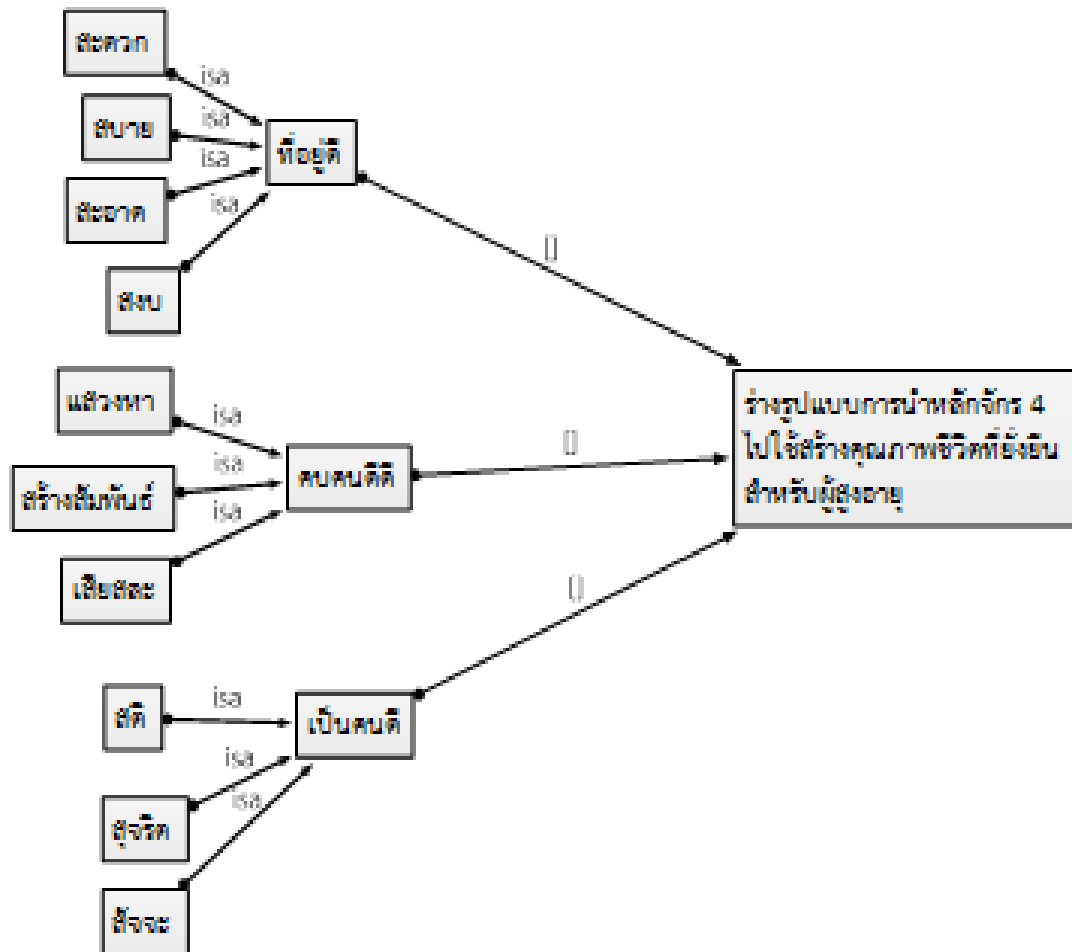 สะดวก
isa
สบาย
isa
ที่อยู่ดี
isa
สะอาด
isa
สงบ
[]
แสวงหา
isa
ร่างรูปแบบการนำหลักจักร 4
ไปใช้สร้างคุณภาพชีวิตที่ยั่งยืน
สำหรับผู้สูงอายุ
[]
isa
คบคนดีดี
สร้างสัมพันธ์
isa
เสียสละ
[]
สติ
isa
เป็นคนดี
isa
สุจริต
isa
สัจจะ